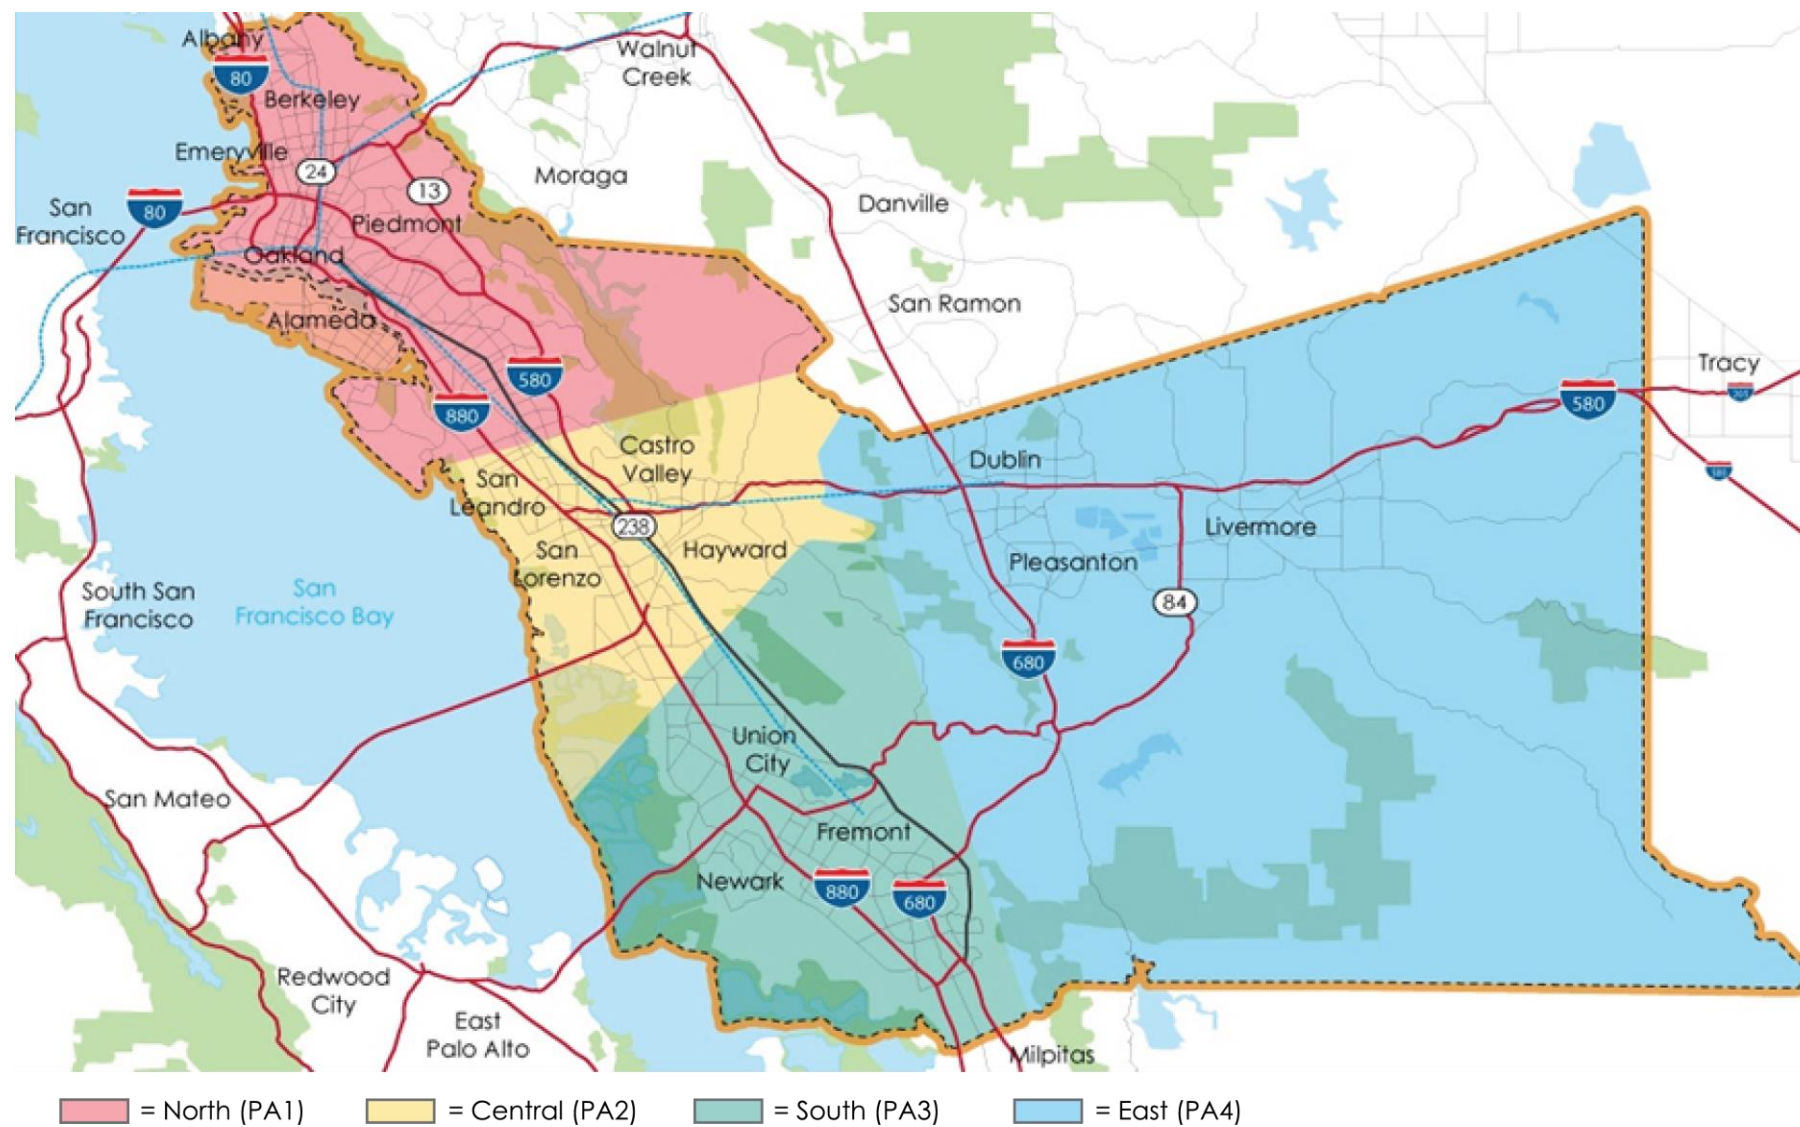 Albany
80
Berkeley
Emeryville
24
13
Walnut
Creek
Moraga
Danville
San
Francisco
80
Piedmont
Oakland
Alameda
San Ramon
Tracy
580
880
580
Castro
Valley
Dublin
San
Leandro
238
Hayward
San
Lorenzo
Livermore
Pleasanton
84
South San
Francisco
San
Francisco Bay
680
Union
City
San Mateo
Fremont
Newark
880
680
Redwood
City
East
Palo Alto
Milpitas
= North (PA1)
= Central (PA2)
= South (PA3)
= East (PA4)